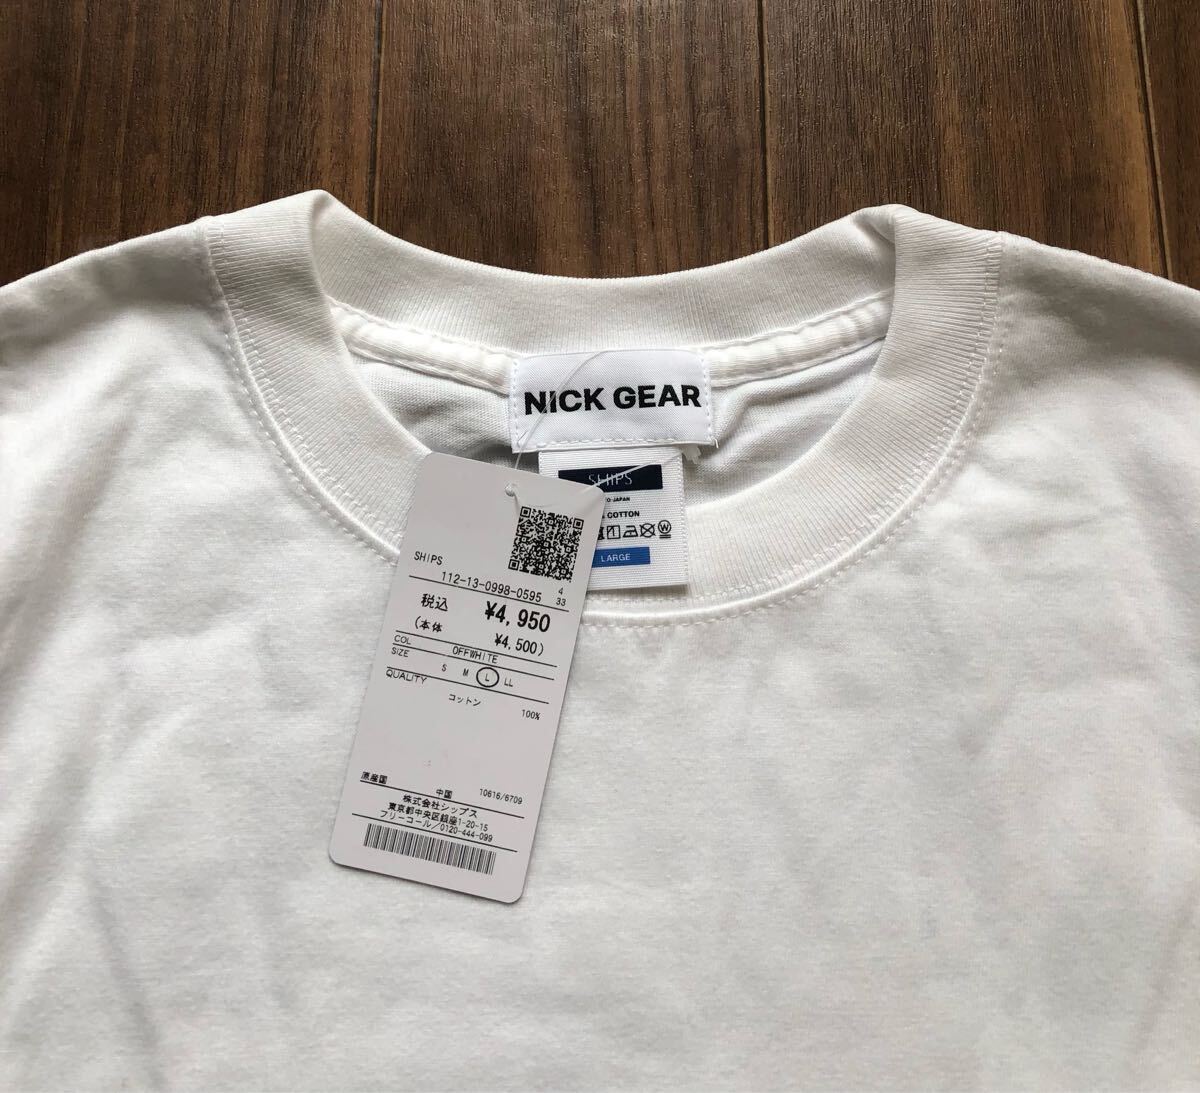 NICK GEAR
SHIPS
COTTON
LARGE
SHIPS
112-13-0998-0595
4
33
税込 ¥4,950
(本体 ¥4,500)
COL OFFWHITE
SIZE S M L LL
QUALITY
コットン 100%
原産国 中国 10616/6709
株式会社シップス
東京都中央区銀座1-20-15
フリーコール/0120-444-099